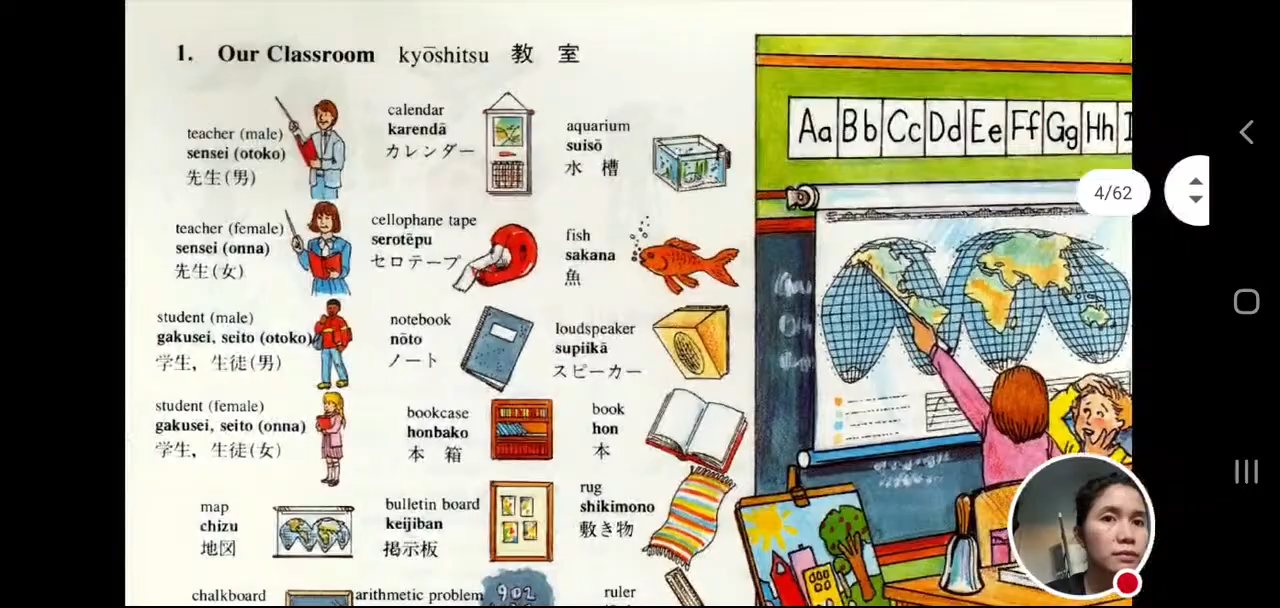 1. Our Classroom kyōshitsu 教 室
teacher (male)
sensei (otoko)
先生(男)
calendar
karendā
カレンダー
aquarium
suisō
水 槽
teacher (female)
sensei (onna)
先生(女)
cellophane tape
serotēpu
セロテープ
fish
sakana
魚
student (male)
gakusei, seito (otoko)
学生, 生徒(男)
notebook
nōto
ノート
loudspeaker
supiikā
スピーカー
student (female)
gakusei, seito (onna)
学生, 生徒(女)
bookcase
honbako
本 箱
book
hon
本
map
chizu
地図
bulletin board
keijiban
掲示板
rug
shikimono
敷き物
chalkboard
arithmetic problem
902
ruler
Aa Bb Cc Dd Ee Ff Gg Hh I
4/62